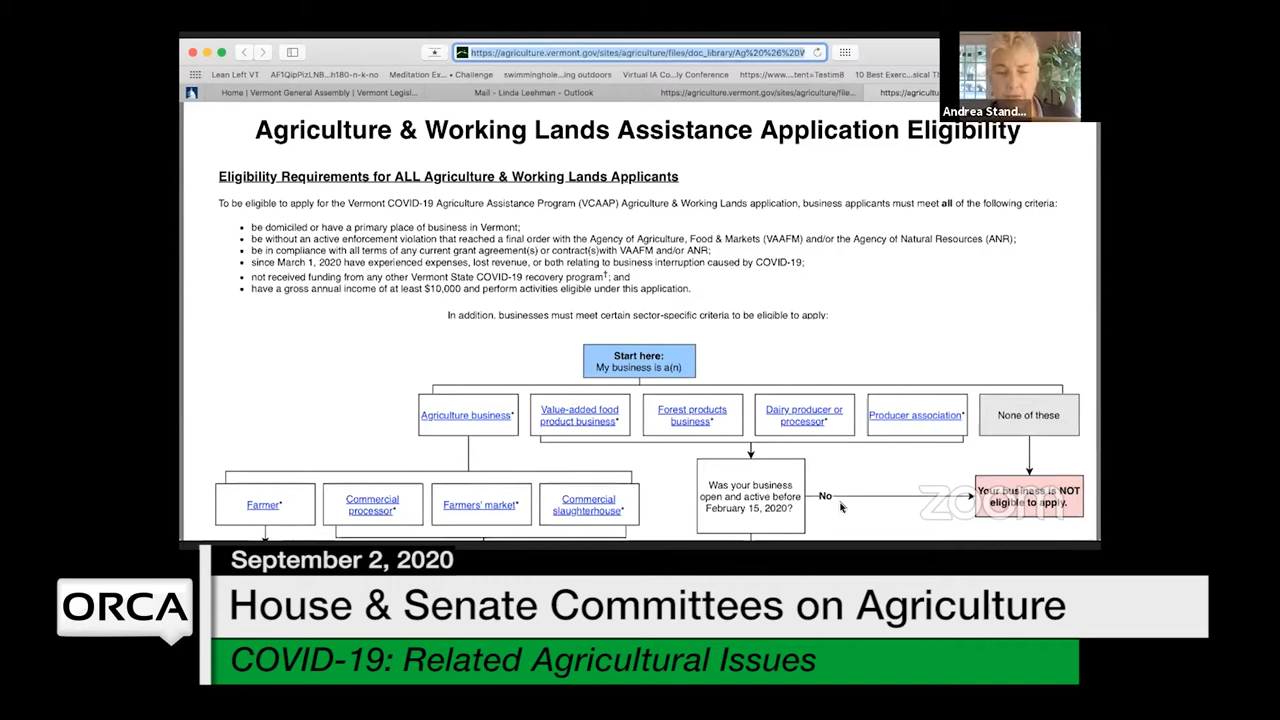 https://agriculture.vermont.gov/sites/agriculture/files/doc_library/Ag%20%26%20W
Lean Left VT AF1QipPizLNB...h180-n-k-no Meditation Ex... • Challenge swimminghole...ing outdoors Virtual IA Co...ly Conference https://www....tent=Testim8 10 Best Exerc...sical T
Home | Vermont General Assembly | Vermont Legisl... Mail - Linda Leehman - Outlook https://agriculture.vermont.gov/sites/agriculture/file... https://agricultu
Andrea Stand...
Agriculture & Working Lands Assistance Application Eligibility
Eligibility Requirements for ALL Agriculture & Working Lands Applicants
To be eligible to apply for the Vermont COVID-19 Agriculture Assistance Program (VCAAP) Agriculture & Working Lands application, business applicants must meet all of the following criteria:
• be domiciled or have a primary place of business in Vermont;
• be without an active enforcement violation that reached a final order with the Agency of Agriculture, Food & Markets (VAAFM) and/or the Agency of Natural Resources (ANR);
• be in compliance with all terms of any current grant agreement(s) or contract(s)with VAAFM and/or ANR;
• since March 1, 2020 have experienced expenses, lost revenue, or both relating to business interruption caused by COVID-19;
• not received funding from any other Vermont State COVID-19 recovery program†; and
• have a gross annual income of at least $10,000 and perform activities eligible under this application.
In addition, businesses must meet certain sector-specific criteria to be eligible to apply:
Start here:
My business is a(n)
Agriculture business*
Value-added food
product business*
Forest products
business*
Dairy producer or
processor*
Producer association*
None of these
Farmer*
Commercial
processor*
Farmers' market*
Commercial
slaughterhouse*
Was your business
open and active before
February 15, 2020?
No
Your business is NOT
eligible to apply.
zoom
September 2, 2020
ORCA
House & Senate Committees on Agriculture
COVID-19: Related Agricultural Issues